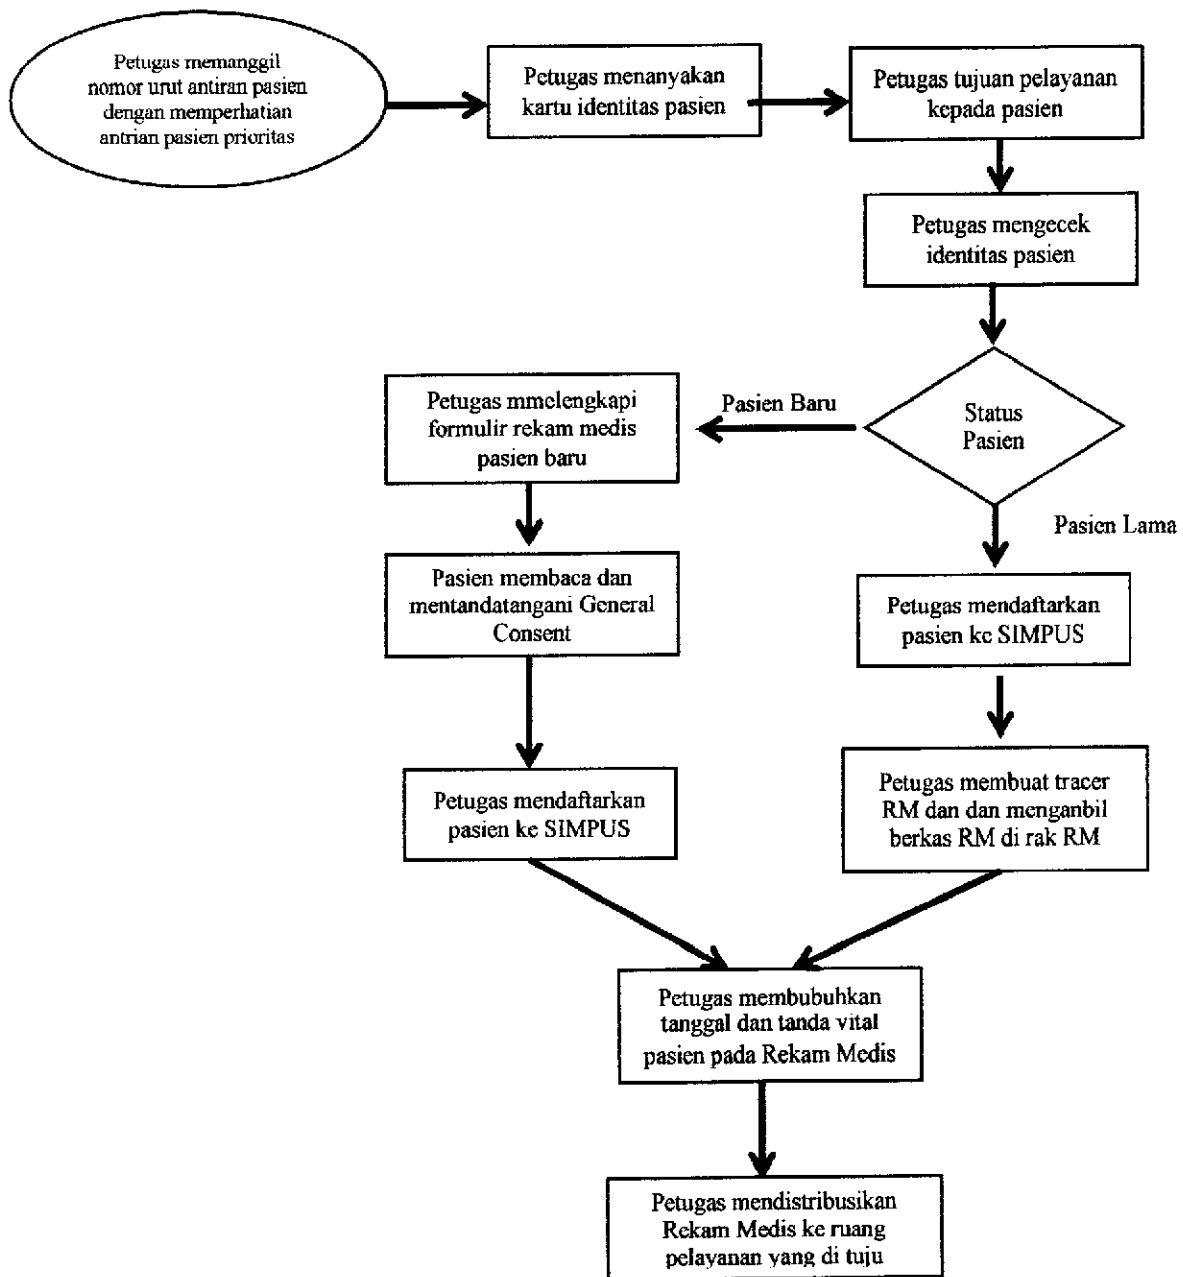 Petugas memanggil
nomor urut antiran pasien
dengan memperhatian
antrian pasien prioritas
Petugas menanyakan
kartu identitas pasien
Petugas tujuan pelayanan
kepada pasien
Petugas mengecek
identitas pasien
Status
Pasien
Pasien Baru
Petugas mmelengkapi
formulir rekam medis
pasien baru
Pasien Lama
Pasien membaca dan
mentandatangani General
Consent
Petugas mendaftarkan
pasien ke SIMPUS
Petugas mendaftarkan
pasien ke SIMPUS
Petugas membuat tracer
RM dan dan menganbil
berkas RM di rak RM
Petugas membubuhkan
tanggal dan tanda vital
pasien pada Rekam Medis
Petugas mendistribusikan
Rekam Medis ke ruang
pelayanan yang di tuju